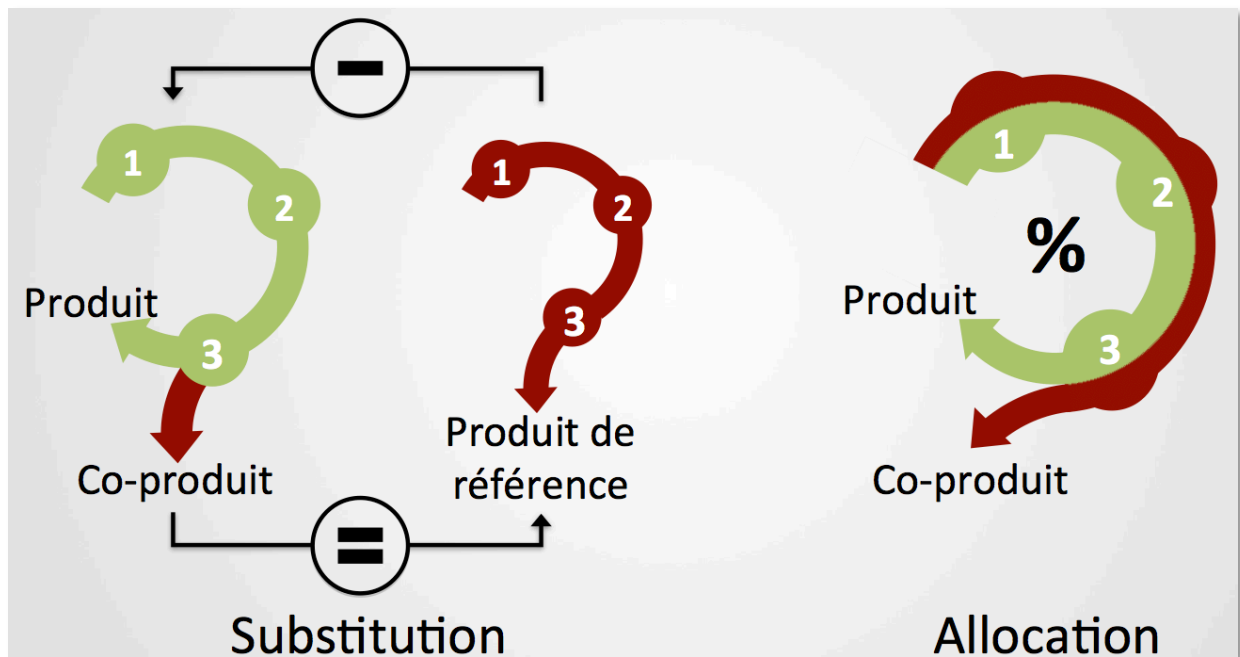 1
2
3
Produit
Co-produit
1
2
3
Produit de
référence
Substitution
1
2
3
%
Produit
Co-produit
Allocation